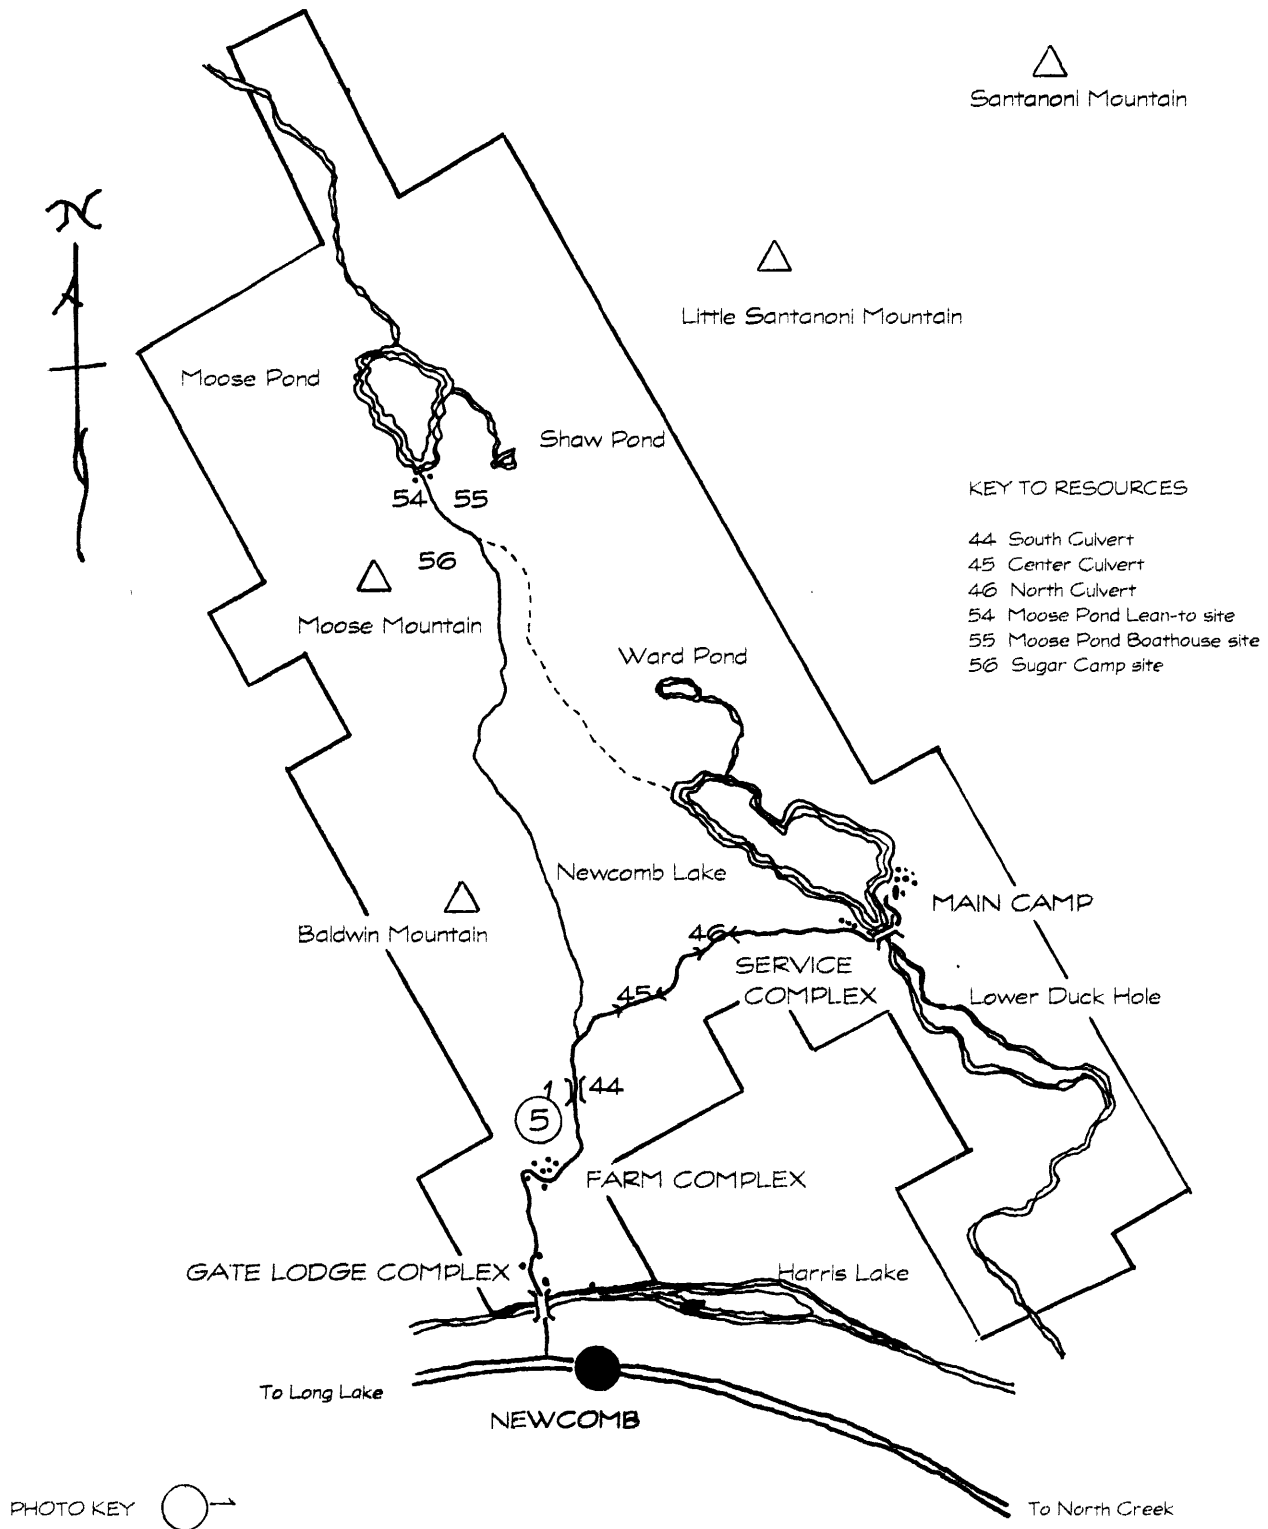 Santanoni Mountain
N
Little Santanoni Mountain
Moose Pond
Shaw Pond
54 55
56
Moose Mountain
KEY TO RESOURCES
44 South Culvert
45 Center Culvert
46 North Culvert
54 Moose Pond Lean-to site
55 Moose Pond Boathouse site
56 Sugar Camp site
Ward Pond
Newcomb Lake
MAIN CAMP
Baldwin Mountain
46
SERVICE
COMPLEX
45
Lower Duck Hole
44
5
FARM COMPLEX
GATE LODGE COMPLEX
Harris Lake
To Long Lake
NEWCOMB
PHOTO KEY
To North Creek